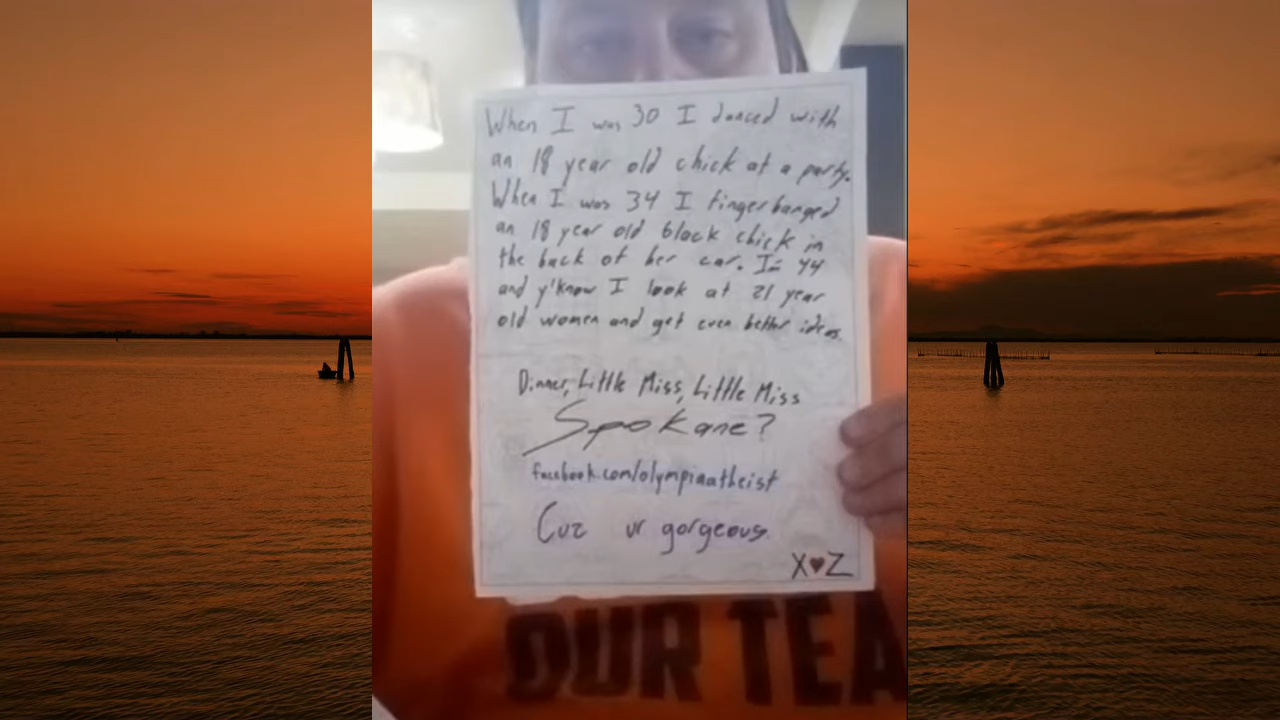 When I was 30 I danced with
an 18 year old chick at a party.
When I was 34 I fingerbanged
an 18 year old black chick in
the back of her car. I'm 44
and y'know I look at 21 year
old women and get even better ideas.
Dinner, Little Miss, Little Miss
Spokane?
facebook.com/olympiaatheist
Cuz ur gorgeous.
X♥Z
OUR TEA